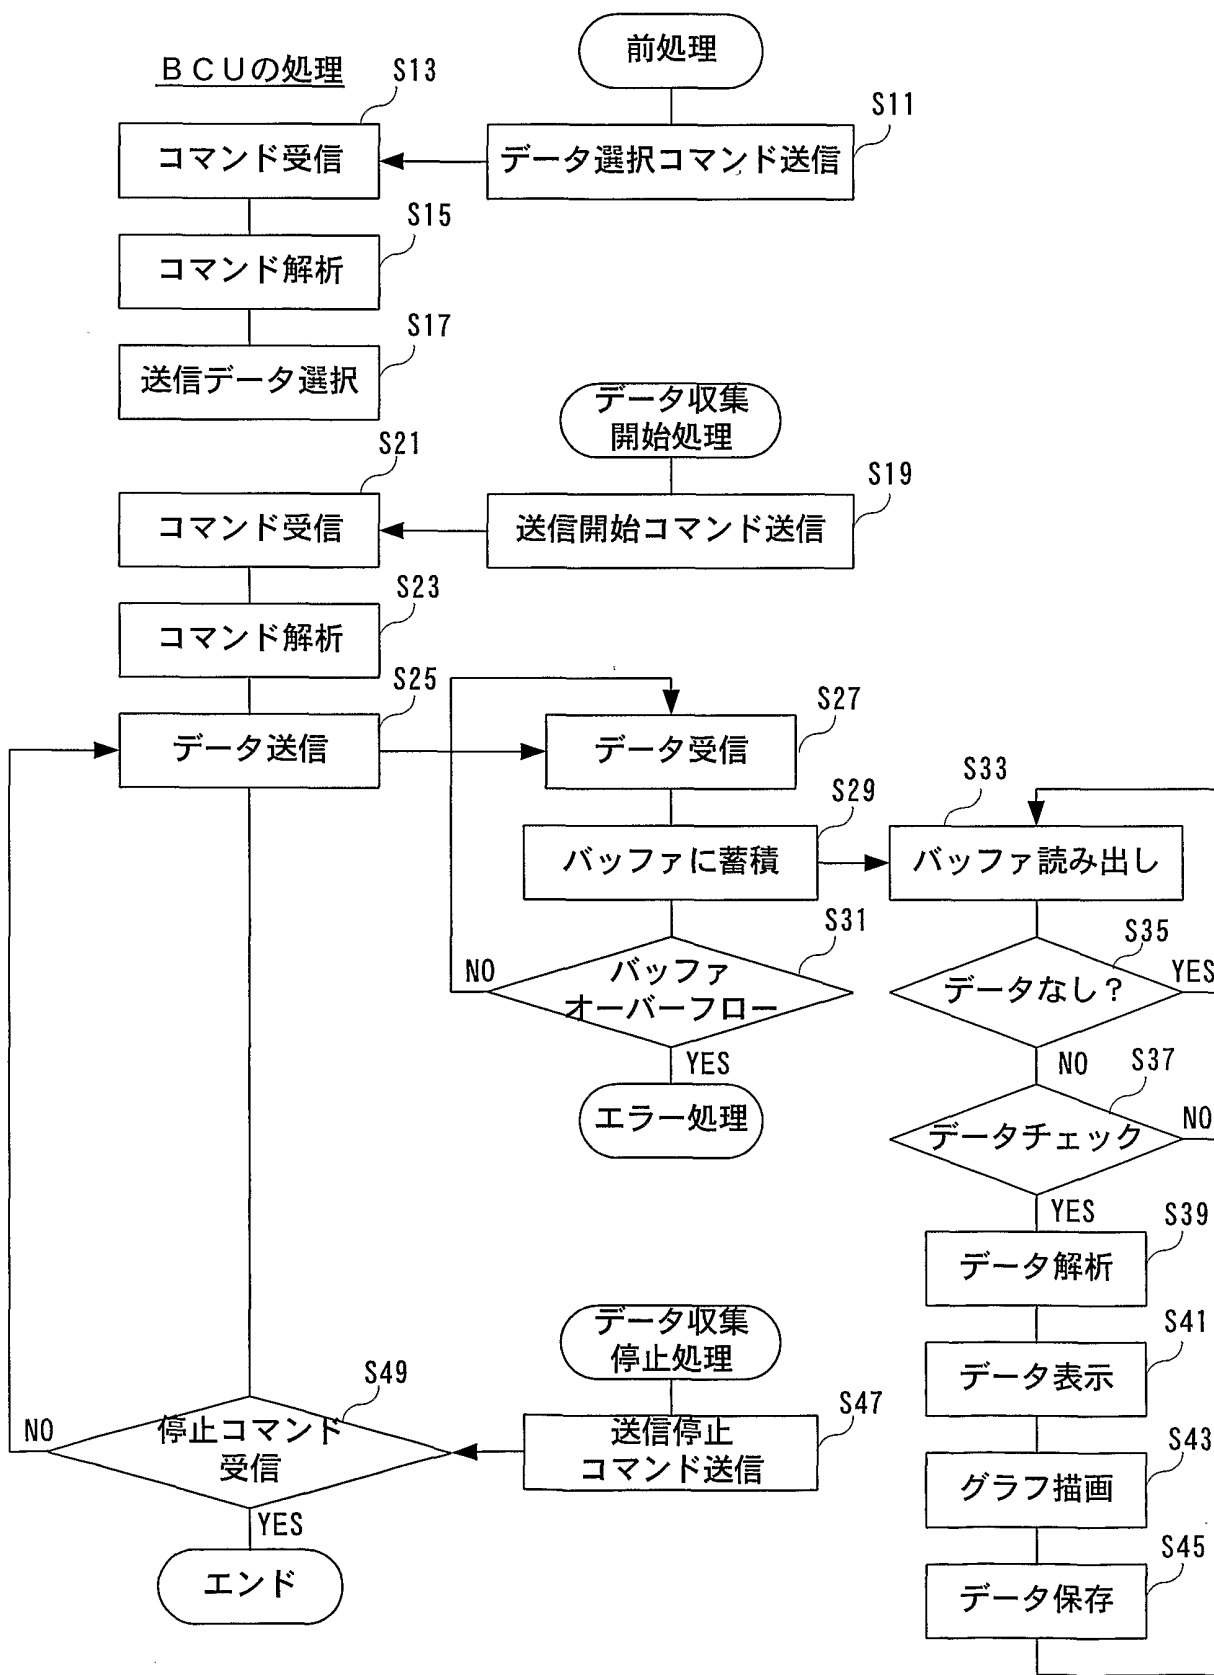 前処理
BCUの処理
S13
S11
コマンド受信
データ選択コマンド送信
S15
コマンド解析
S17
送信データ選択
データ収集
開始処理
S21
S19
コマンド受信
送信開始コマンド送信
S23
コマンド解析
S25
データ送信
S27
データ受信
S29
バッファに蓄積
S33
バッファ読み出し
S31
NO
バッファ
オーバーフロー
YES
エラー処理
S35
データなし?
YES
NO
S37
データチェック
NO
YES
S39
データ解析
S41
データ表示
S43
グラフ描画
S45
データ保存
データ収集
停止処理
S47
送信停止
コマンド送信
S49
NO
停止コマンド
受信
YES
エンド